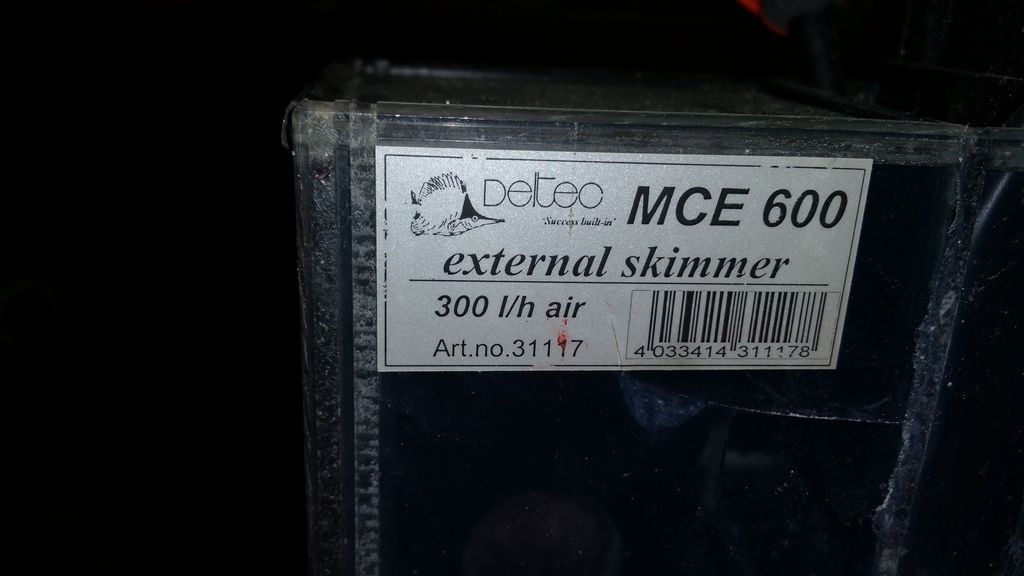 Deltec
'Success built-in'
MCE 600
external skimmer
300 l/h air
Art.no.31117
4 033414 311178